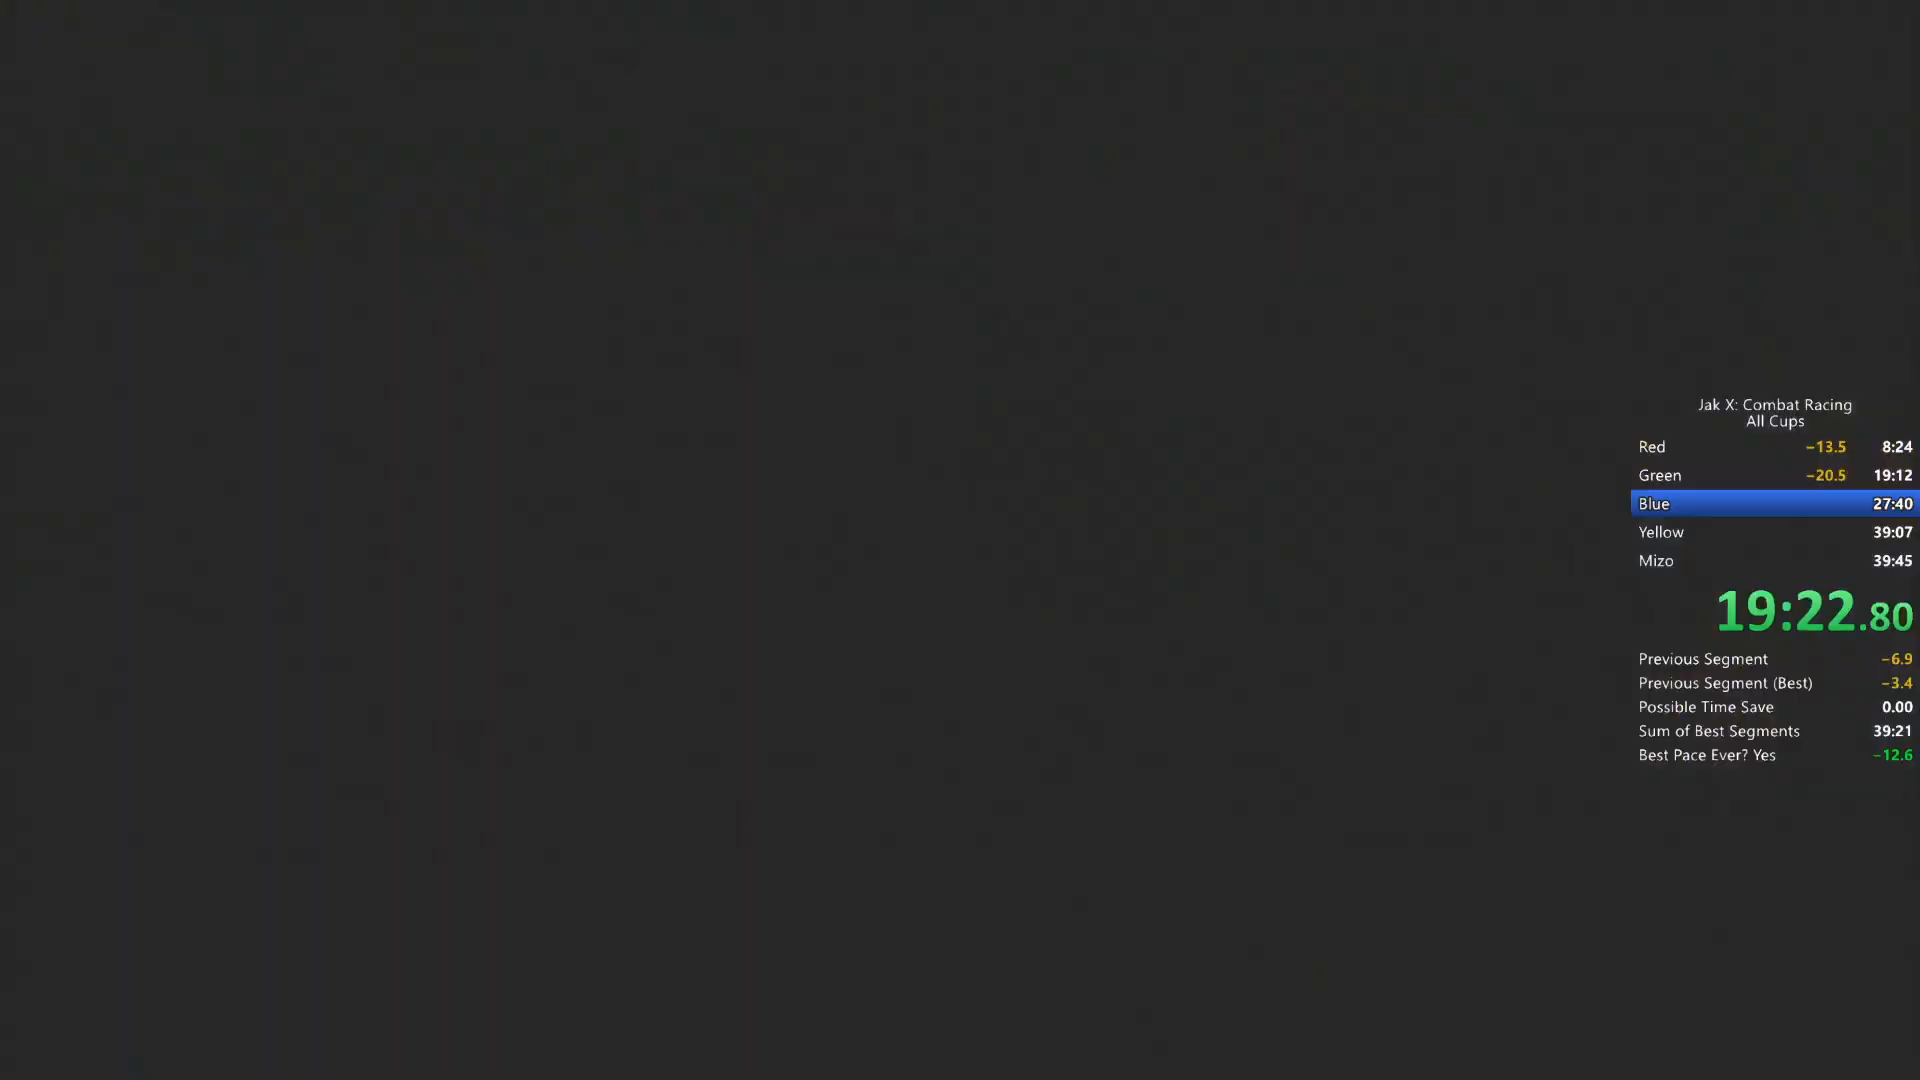 Jak X: Combat Racing
All Cups
Red −13.5 8:24
Green −20.5 19:12
Blue 27:40
Yellow 39:07
Mizo 39:45
19:22.80
Previous Segment −6.9
Previous Segment (Best) −3.4
Possible Time Save 0.00
Sum of Best Segments 39:21
Best Pace Ever? Yes −12.6